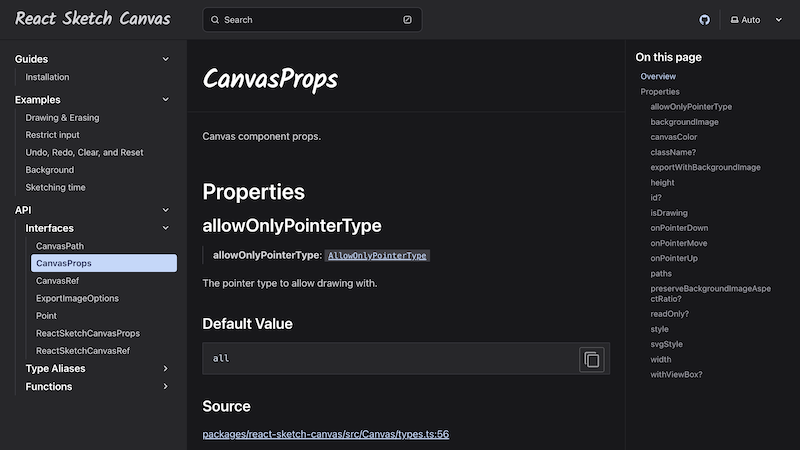 React Sketch Canvas
Search
Auto
Guides
Installation
Examples
Drawing & Erasing
Restrict input
Undo, Redo, Clear, and Reset
Background
Sketching time
API
Interfaces
CanvasPath
CanvasProps
CanvasRef
ExportImageOptions
Point
ReactSketchCanvasProps
ReactSketchCanvasRef
Type Aliases
Functions
CanvasProps
Canvas component props.
Properties
allowOnlyPointerType
allowOnlyPointerType: AllowOnlyPointerType
The pointer type to allow drawing with.
Default Value
all
Source
packages/react-sketch-canvas/src/Canvas/types.ts:56
On this page
Overview
Properties
allowOnlyPointerType
backgroundImage
canvasColor
className?
exportWithBackgroundImage
height
id?
isDrawing
onPointerDown
onPointerMove
onPointerUp
paths
preserveBackgroundImageAspe
ctRatio?
readOnly?
style
svgStyle
width
withViewBox?